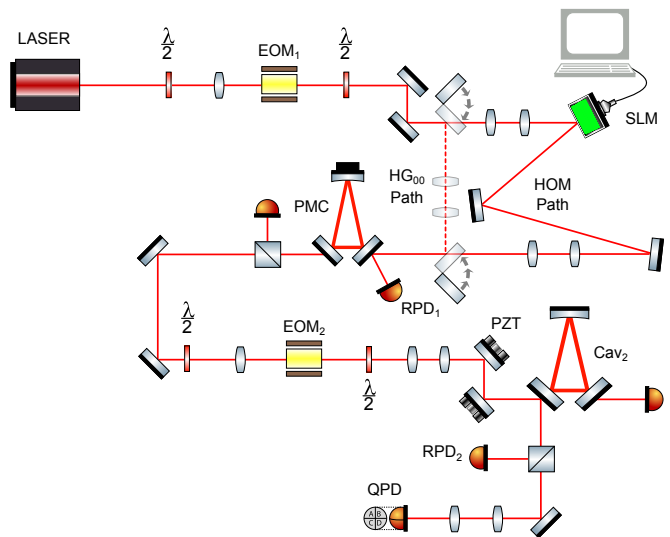 LASER
λ/2
EOM₁
λ/2
SLM
HG₀₀
Path
HOM
Path
PMC
RPD₁
λ/2
EOM₂
λ/2
PZT
Cav₂
RPD₂
QPD
A B
C D